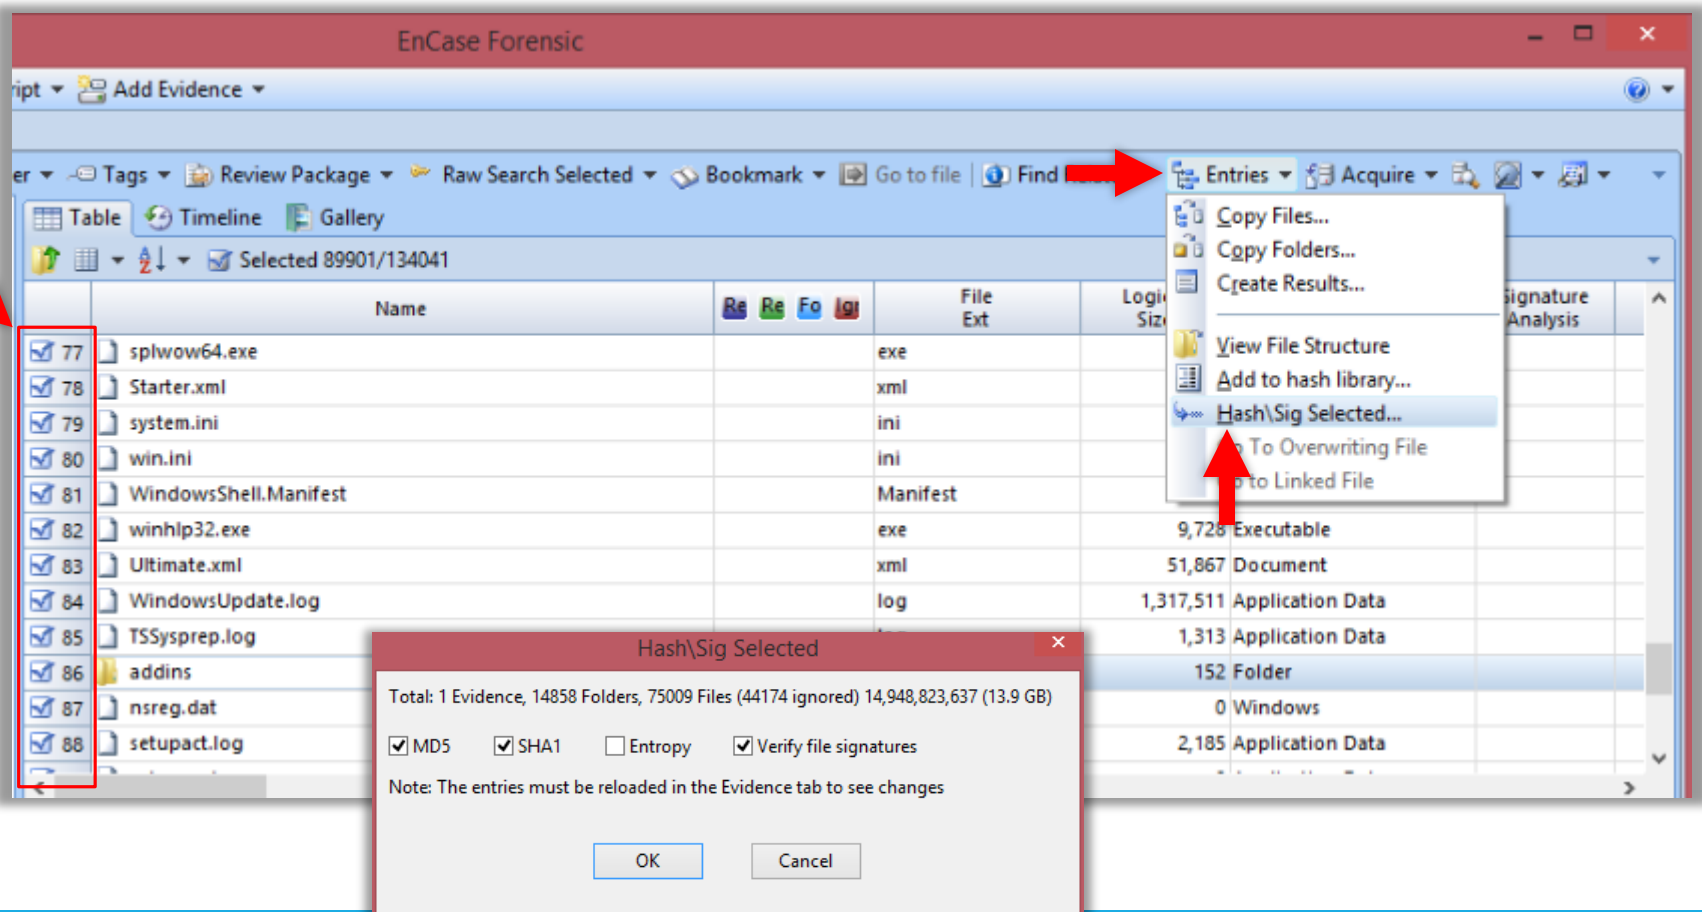 EnCase Forensic
ipt Add Evidence
er Tags Review Package Raw Search Selected Bookmark Go to file Find Entries Acquire
Table Timeline Gallery
Selected 89901/134041
Name Re Re Fo Igr File Ext Logi Siz Signature Analysis
Copy Files...
Copy Folders...
Create Results...
View File Structure
Add to hash library...
Hash\Sig Selected...
To Overwriting File
to Linked File
77 splwow64.exe exe
78 Starter.xml xml
79 system.ini ini
80 win.ini ini
81 WindowsShell.Manifest Manifest
82 winhlp32.exe exe 9,728 Executable
83 Ultimate.xml xml 51,867 Document
84 WindowsUpdate.log log 1,317,511 Application Data
85 TSSysprep.log 1,313 Application Data
86 addins 152 Folder
87 nsreg.dat 0 Windows
88 setupact.log 2,185 Application Data
Hash\Sig Selected
Total: 1 Evidence, 14858 Folders, 75009 Files (44174 ignored) 14,948,823,637 (13.9 GB)
MD5 SHA1 Entropy Verify file signatures
Note: The entries must be reloaded in the Evidence tab to see changes
OK Cancel